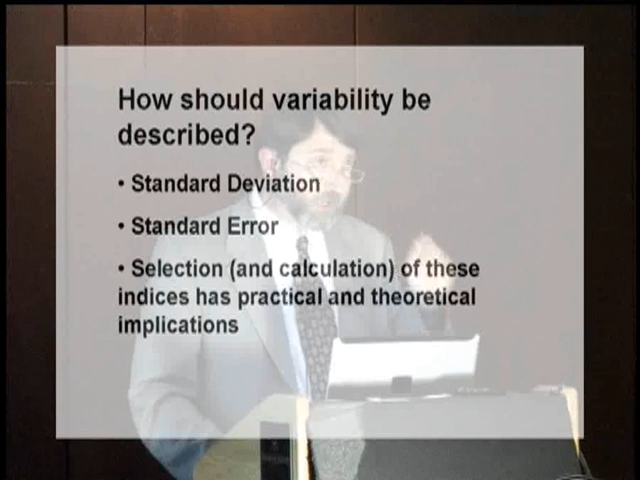 How should variability be
described?
• Standard Deviation
• Standard Error
• Selection (and calculation) of these
indices has practical and theoretical
implications